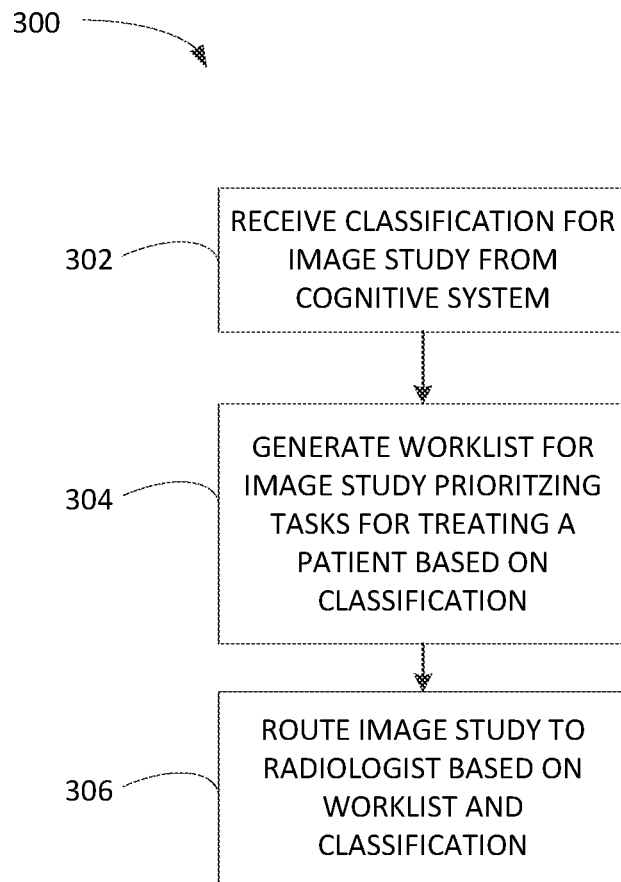 300
302
RECEIVE CLASSIFICATION FOR
IMAGE STUDY FROM
COGNITIVE SYSTEM
304
GENERATE WORKLIST FOR
IMAGE STUDY PRIORITZING
TASKS FOR TREATING A
PATIENT BASED ON
CLASSIFICATION
306
ROUTE IMAGE STUDY TO
RADIOLOGIST BASED ON
WORKLIST AND
CLASSIFICATION